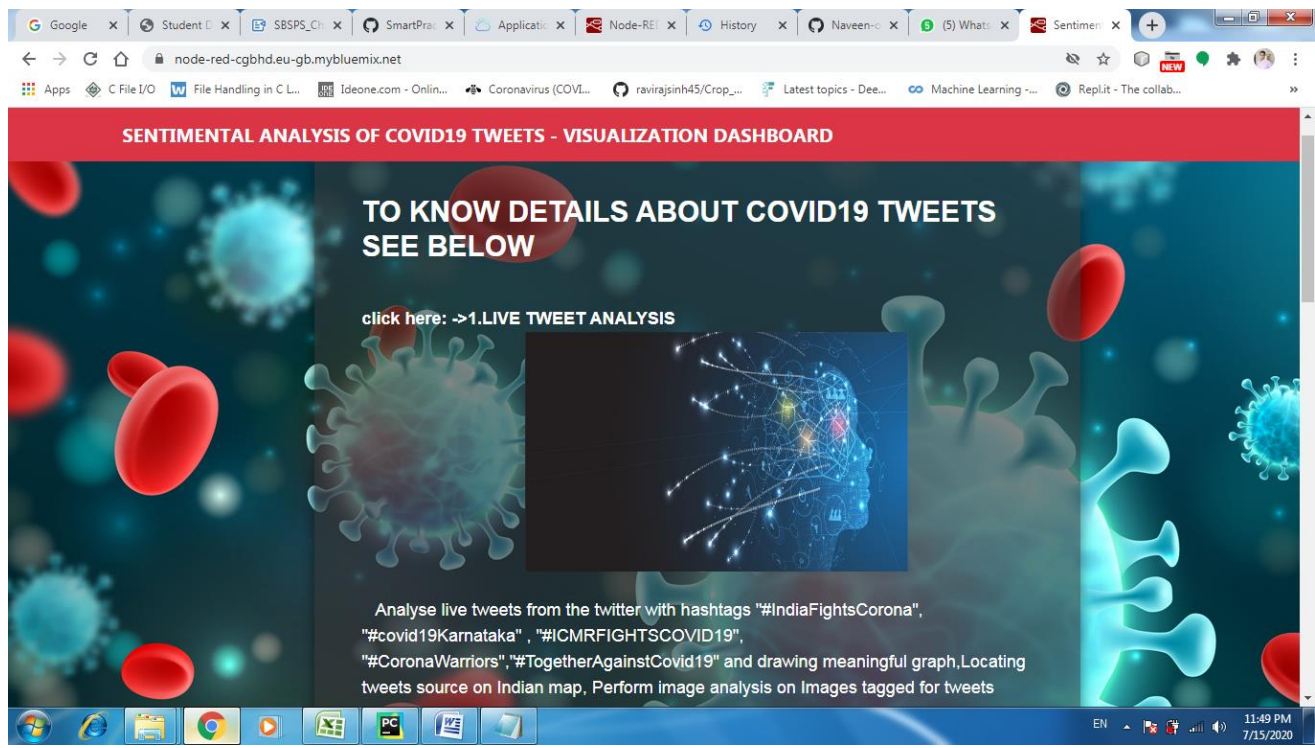 Google
Student D
SBSPS_Ch
SmartPrac
Applicatio
Node-RED
History
Naveen-c
(5) Whats
Sentimen
node-red-cgbhd.eu-gb.mybluemix.net
NEW
Apps
C File I/O
File Handling in C L...
Ideone.com - Onlin...
Coronavirus (COVI...
ravirajsinh45/Crop_...
Latest topics - Dee...
Machine Learning -...
Repl.it - The collab...
»
SENTIMENTAL ANALYSIS OF COVID19 TWEETS - VISUALIZATION DASHBOARD
TO KNOW DETAILS ABOUT COVID19 TWEETS
SEE BELOW
click here: ->1.LIVE TWEET ANALYSIS
Analyse live tweets from the twitter with hashtags "#IndiaFightsCorona",
"#covid19Karnataka" , "#ICMRFIGHTSCOVID19",
"#CoronaWarriors","#TogetherAgainstCovid19" and drawing meaningful graph,Locating
tweets source on Indian map, Perform image analysis on Images tagged for tweets
EN
11:49 PM
7/15/2020